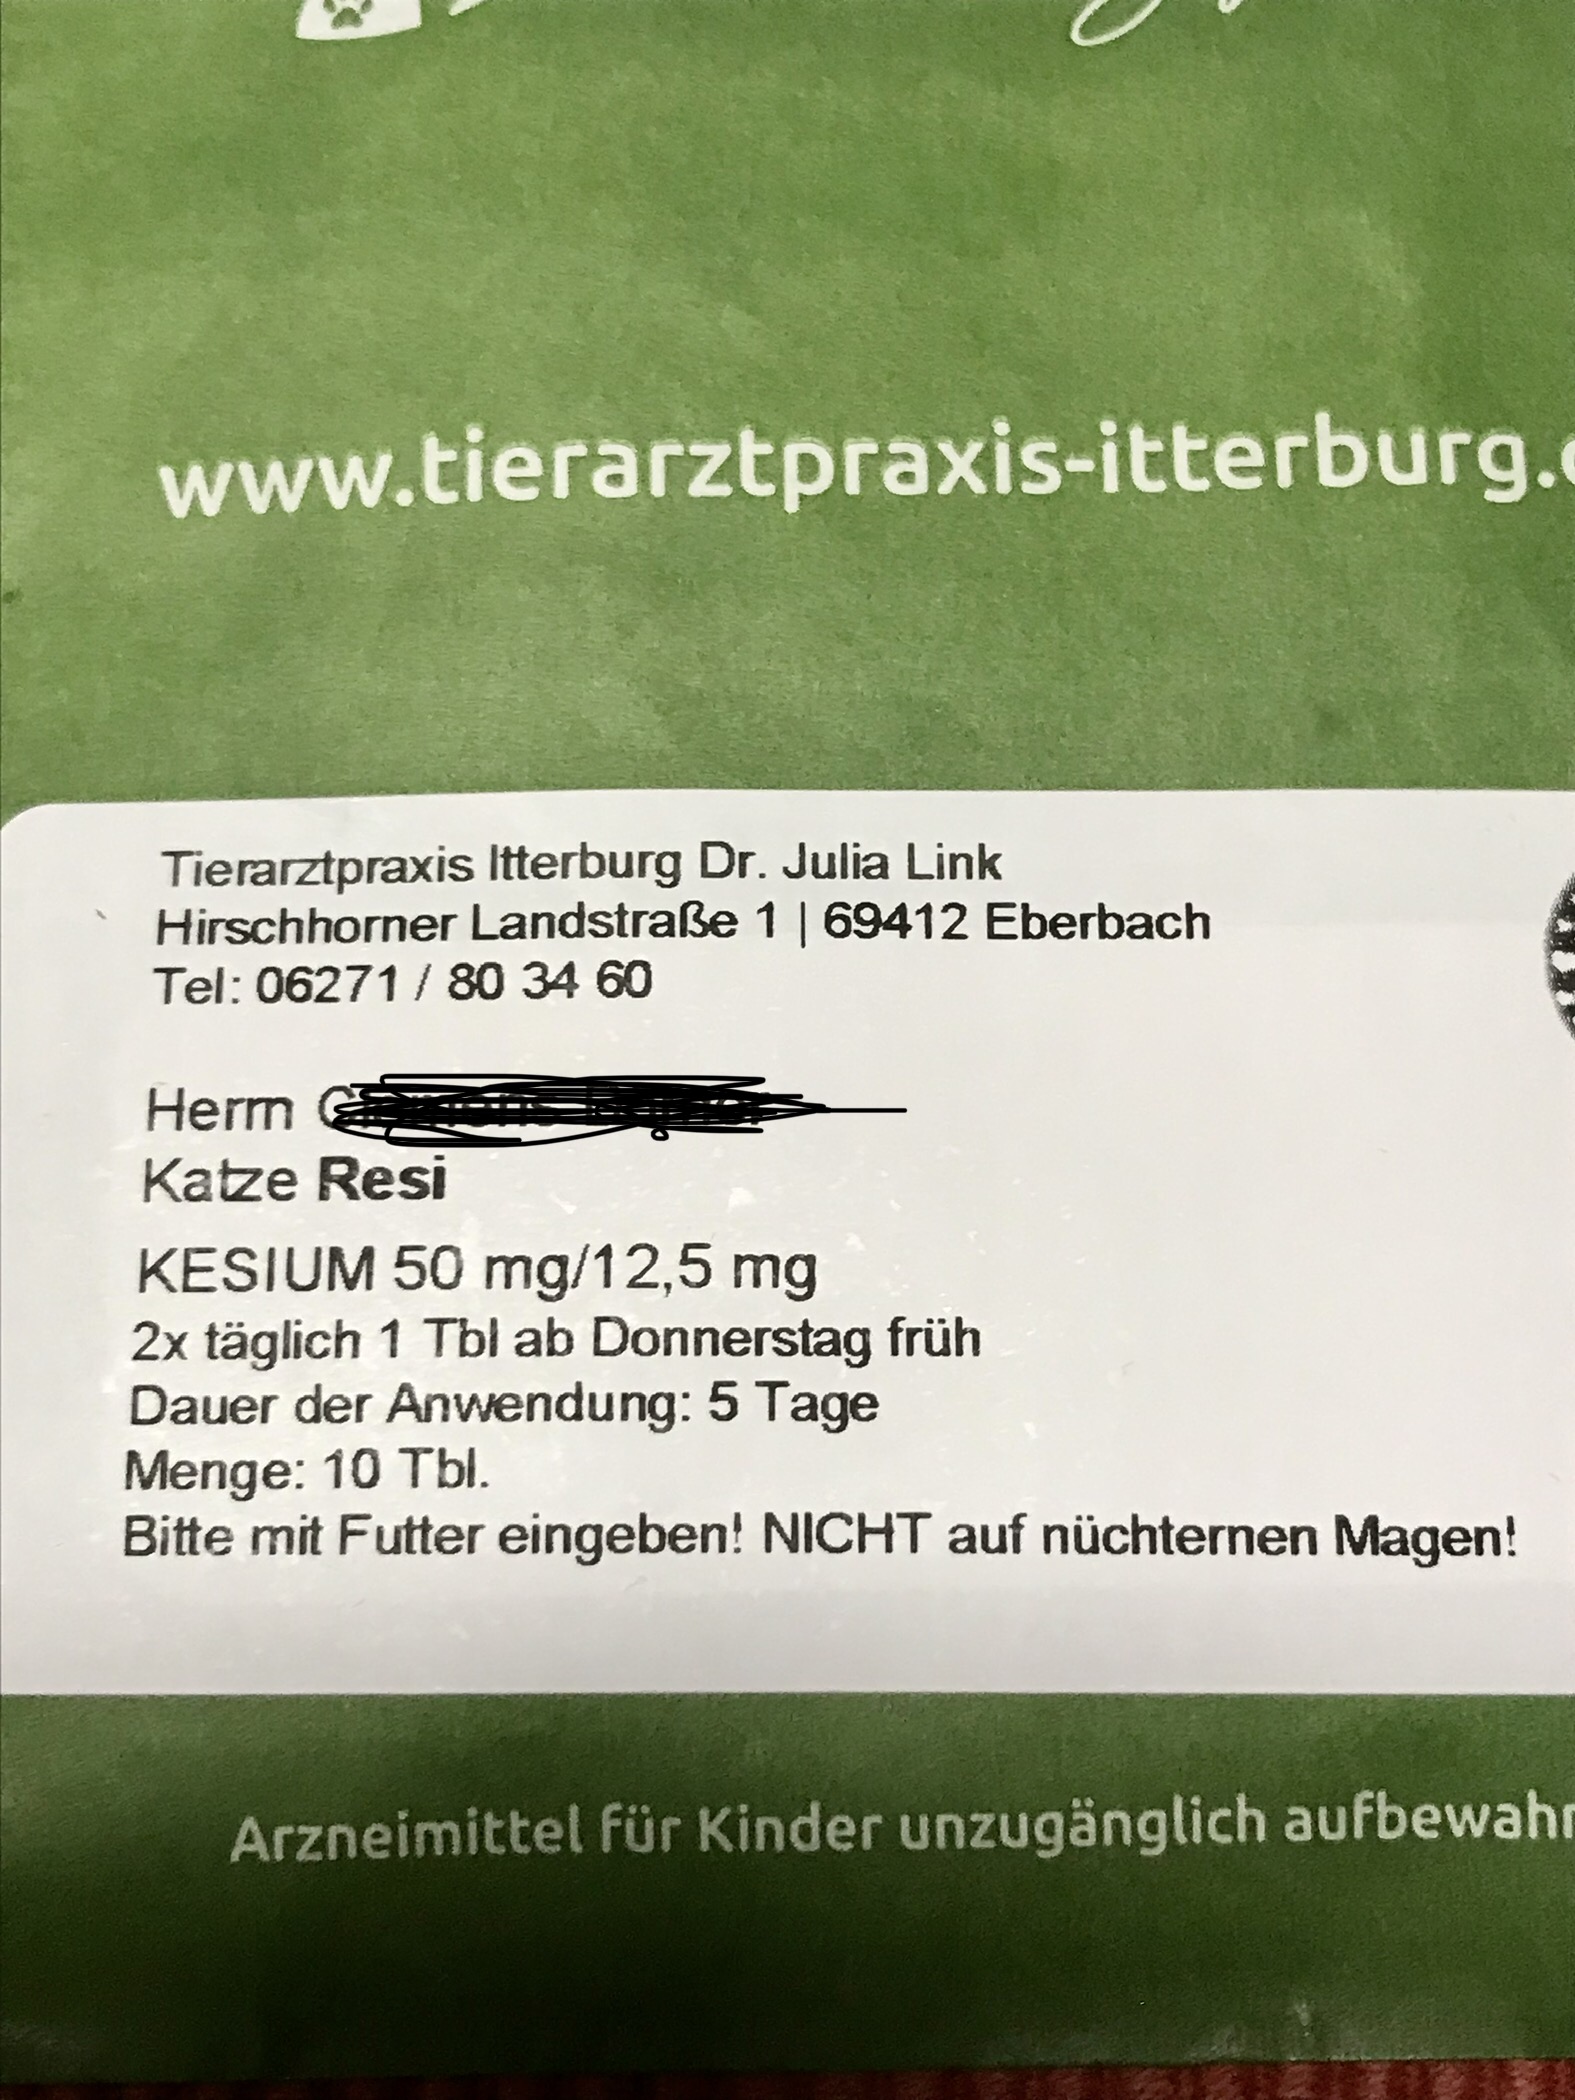 www.tierarztpraxis-itterburg.
Tierarztpraxis Itterburg Dr. Julia Link
Hirschhorner Landstraße 1 | 69412 Eberbach
Tel: 06271 / 80 34 60
Herrn
Katze Resi
KESIUM 50 mg/12,5 mg
2x täglich 1 Tbl ab Donnerstag früh
Dauer der Anwendung: 5 Tage
Menge: 10 Tbl.
Bitte mit Futter eingeben! NICHT auf nüchternen Magen!
Arzneimittel für Kinder unzugänglich aufbewahr